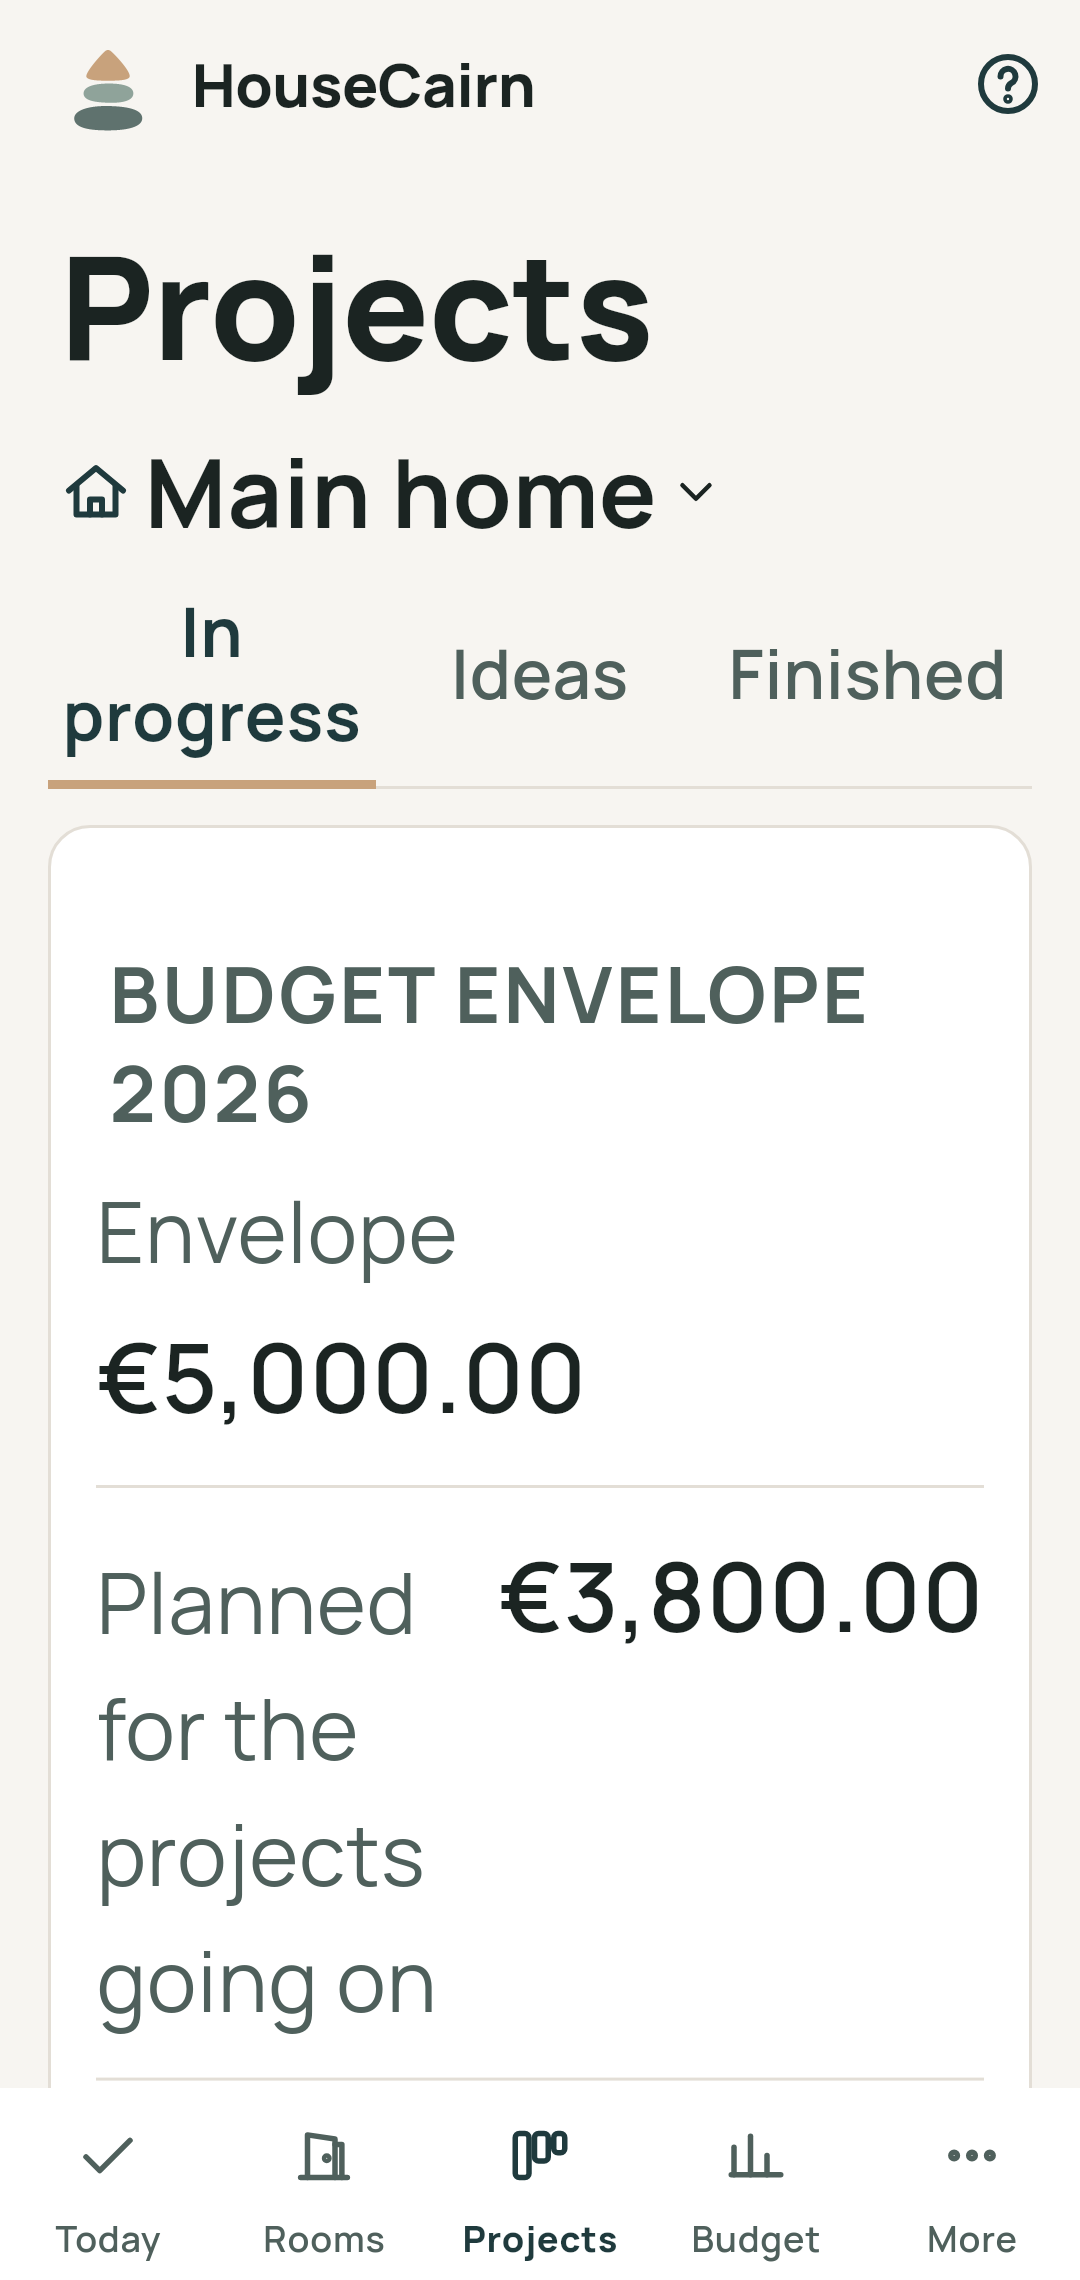 HouseCairn
Projects
Main home
In
progress
Ideas
Finished
BUDGET ENVELOPE
2026
Envelope
€5,000.00
Planned €3,800.00
for the
projects
going on
Today
Rooms
Projects
Budget
More